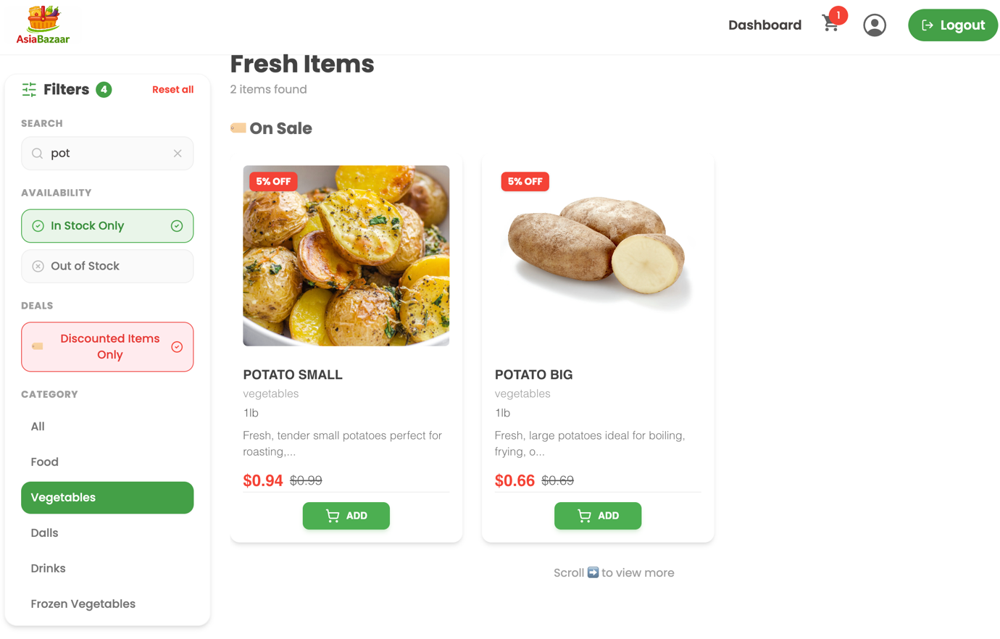 AsiaBazaar
Dashboard
1
Logout
Filters 4
Reset all
SEARCH
pot
AVAILABILITY
In Stock Only
Out of Stock
DEALS
Discounted Items
Only
CATEGORY
All
Food
Vegetables
Dalls
Drinks
Frozen Vegetables
Fresh Items
2 items found
On Sale
5% OFF
POTATO SMALL
vegetables
1lb
Fresh, tender small potatoes perfect for
roasting,...
$0.94 $0.99
ADD
5% OFF
POTATO BIG
vegetables
1lb
Fresh, large potatoes ideal for boiling,
frying, o...
$0.66 $0.69
ADD
Scroll ➡️ to view more